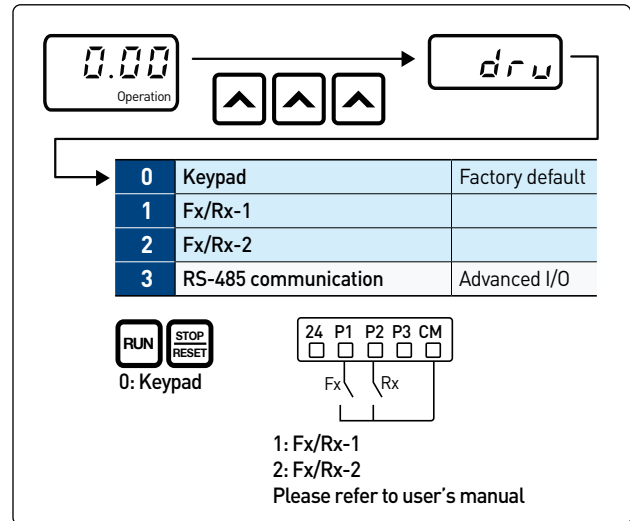 0.00
Operation
dru
0 Keypad Factory default
1 Fx/Rx-1
2 Fx/Rx-2
3 RS-485 communication Advanced I/O
RUN STOP RESET
0: Keypad
24 P1 P2 P3 CM
Fx Rx
1: Fx/Rx-1
2: Fx/Rx-2
Please refer to user's manual